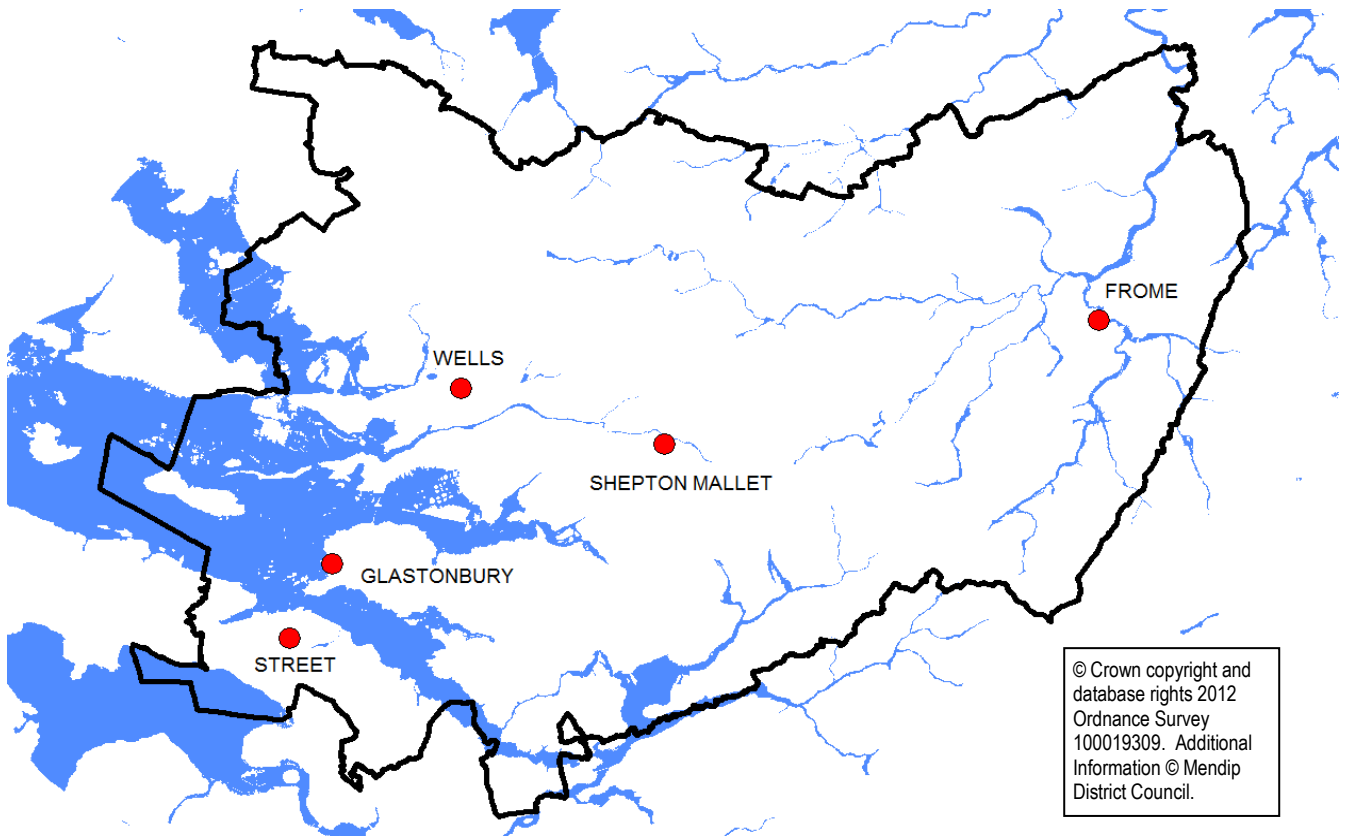 FROME
WELLS
SHEPTON MALLET
GLASTONBURY
STREET
© Crown copyright and
database rights 2012
Ordnance Survey
100019309.  Additional
Information © Mendip
District Council.